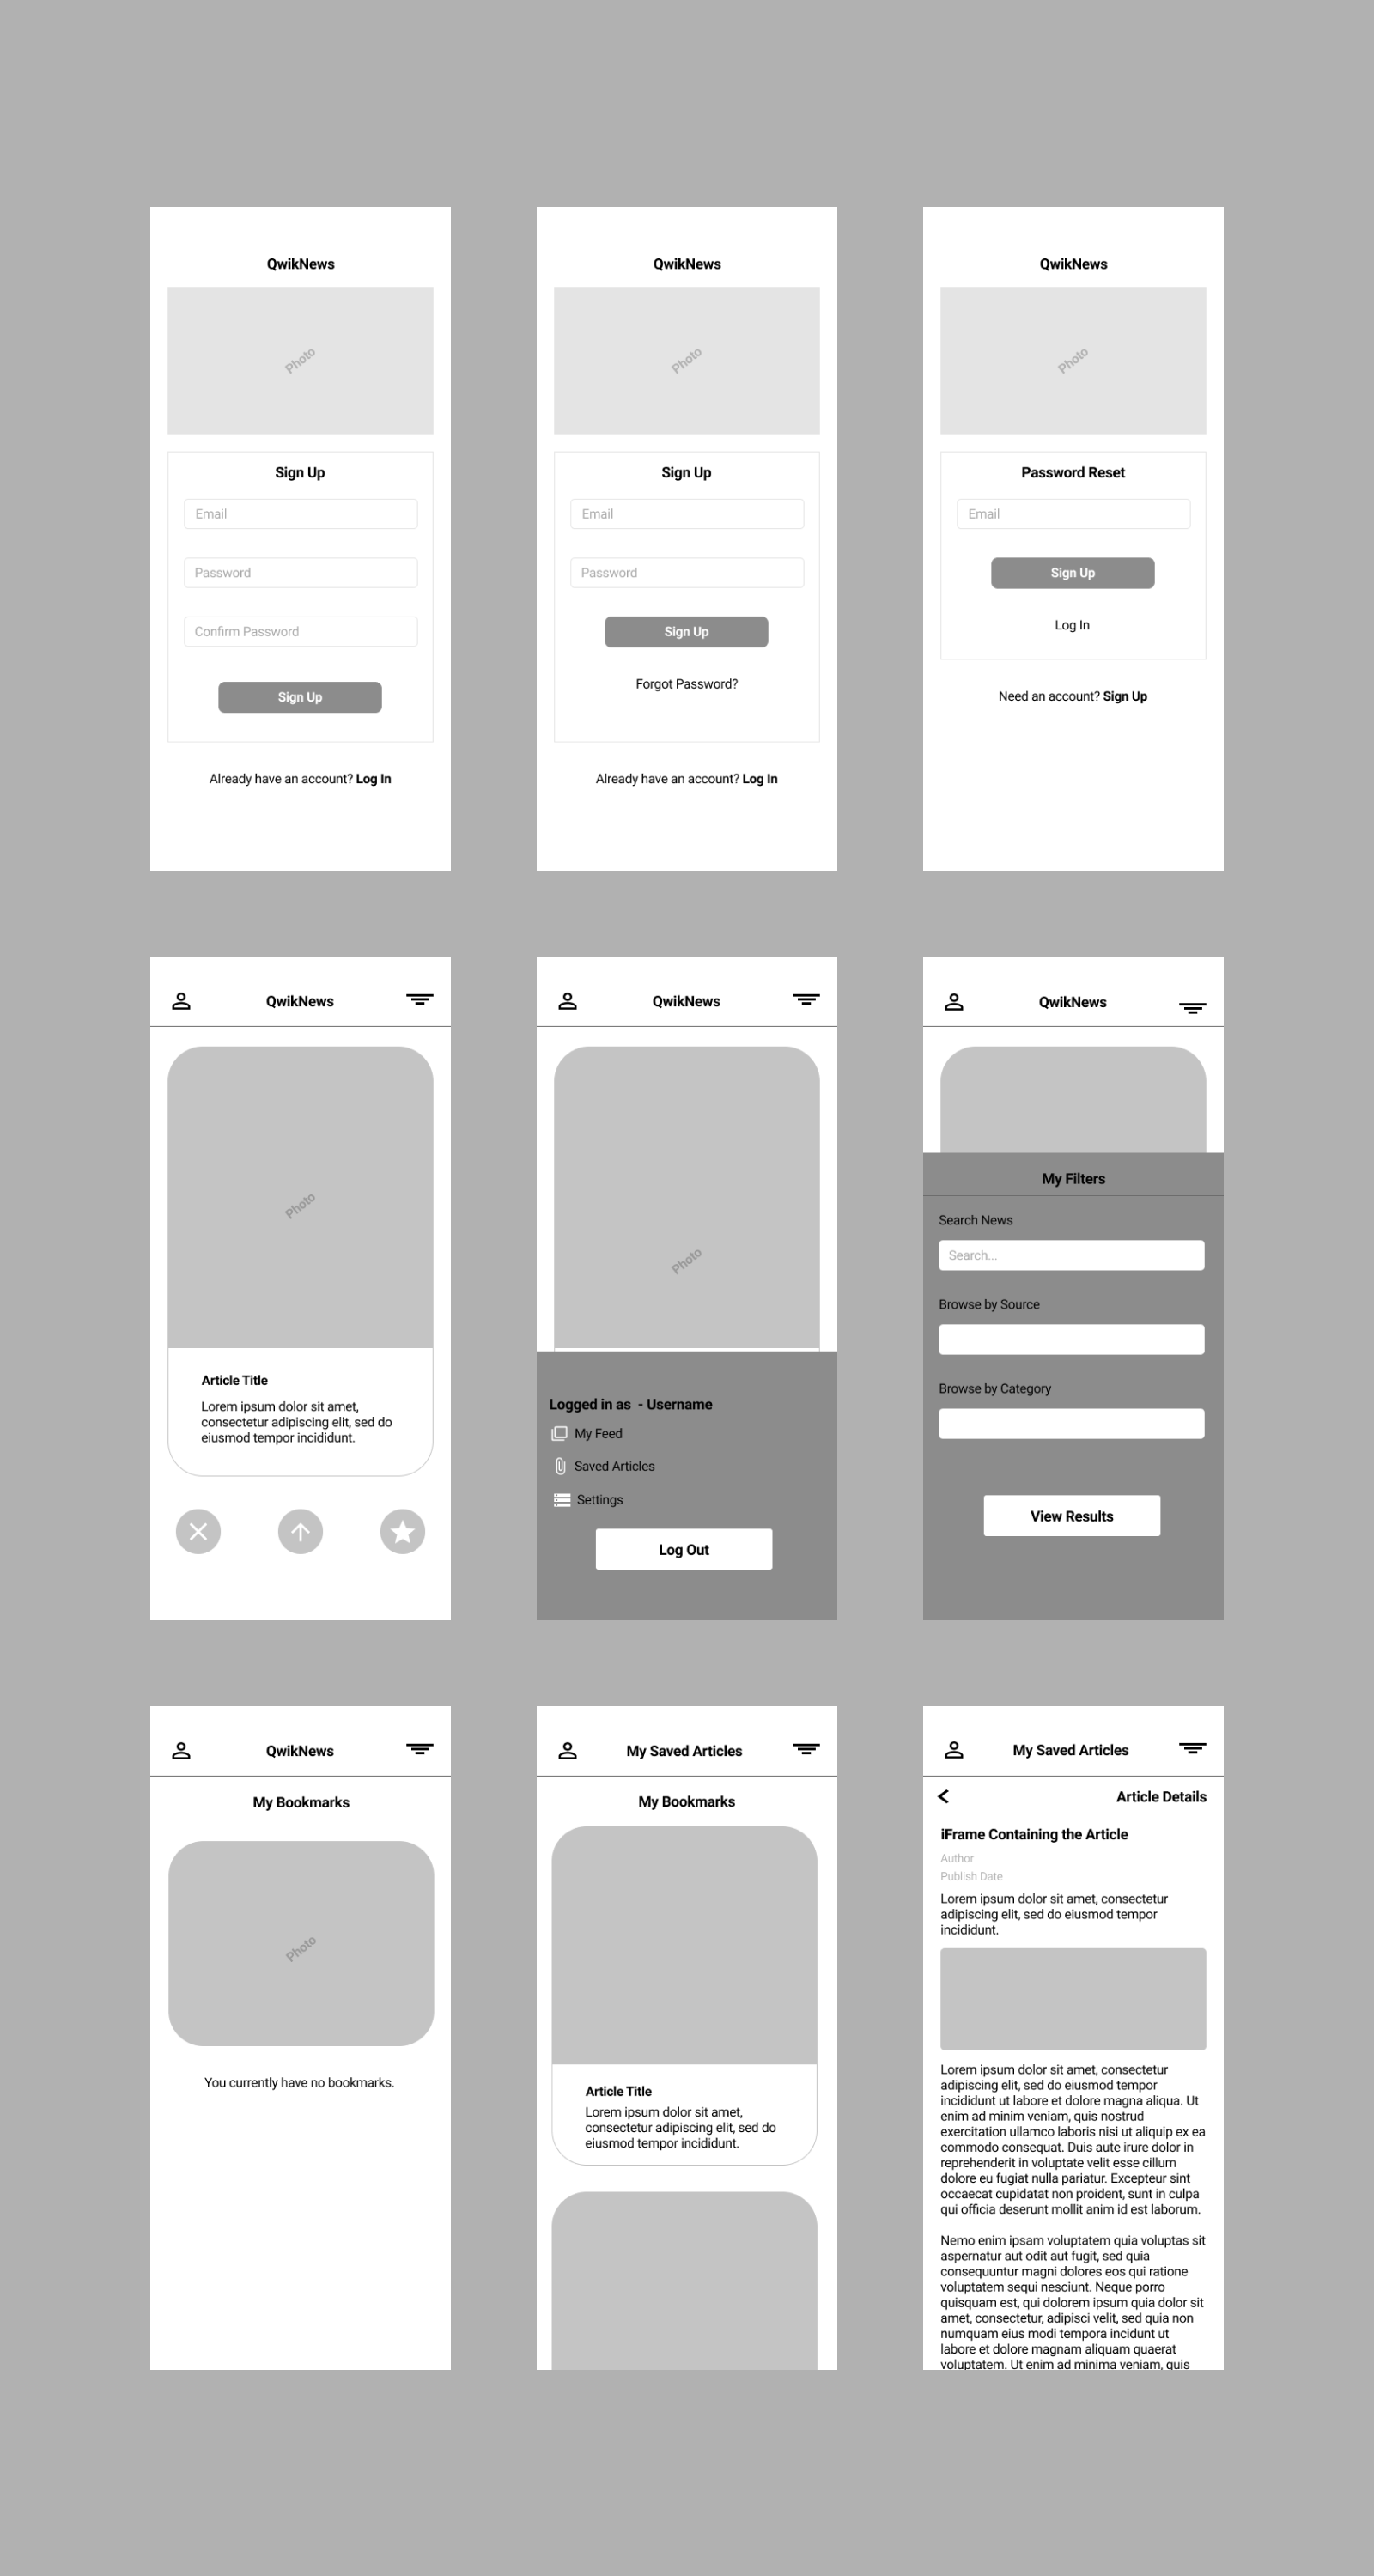 QwikNews
Photo
Sign Up
Email
Password
Confirm Password
Sign Up
Already have an account? Log In
QwikNews
Photo
Sign Up
Email
Password
Sign Up
Forgot Password?
Already have an account? Log In
QwikNews
Photo
Password Reset
Email
Sign Up
Log In
Need an account? Sign Up
QwikNews
Photo
Article Title
Lorem ipsum dolor sit amet,
consectetur adipiscing elit, sed do
eiusmod tempor incididunt.
QwikNews
Photo
Logged in as - Username
My Feed
Saved Articles
Settings
Log Out
QwikNews
My Filters
Search News
Search...
Browse by Source
Browse by Category
View Results
QwikNews
My Bookmarks
Photo
You currently have no bookmarks.
My Saved Articles
My Bookmarks
Article Title
Lorem ipsum dolor sit amet,
consectetur adipiscing elit, sed do
eiusmod tempor incididunt.
My Saved Articles
Article Details
iFrame Containing the Article
Author
Publish Date
Lorem ipsum dolor sit amet, consectetur
adipiscing elit, sed do eiusmod tempor
incididunt.
Lorem ipsum dolor sit amet, consectetur
adipiscing elit, sed do eiusmod tempor
incididunt ut labore et dolore magna aliqua. Ut
enim ad minim veniam, quis nostrud
exercitation ullamco laboris nisi ut aliquip ex ea
commodo consequat. Duis aute irure dolor in
reprehenderit in voluptate velit esse cillum
dolore eu fugiat nulla pariatur. Excepteur sint
occaecat cupidatat non proident, sunt in culpa
qui officia deserunt mollit anim id est laborum.
Nemo enim ipsam voluptatem quia voluptas sit
aspernatur aut odit aut fugit, sed quia
consequuntur magni dolores eos qui ratione
voluptatem sequi nesciunt. Neque porro
quisquam est, qui dolorem ipsum quia dolor sit
amet, consectetur, adipisci velit, sed quia non
numquam eius modi tempora incidunt ut
labore et dolore magnam aliquam quaerat
voluptatem. Ut enim ad minima veniam, quis